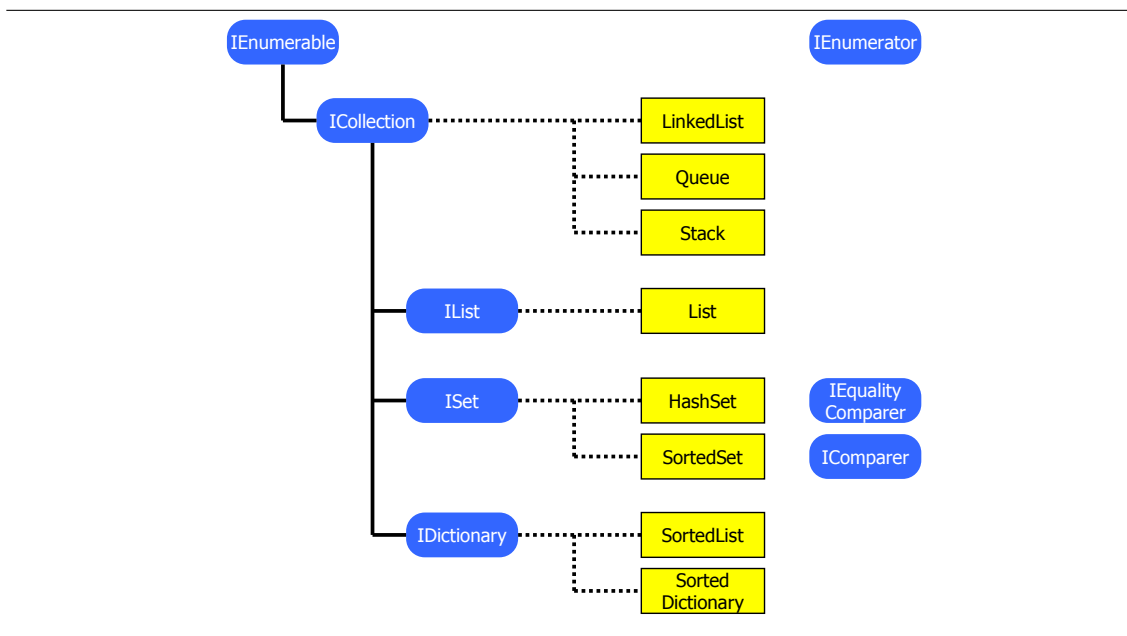 IEnumerable
IEnumerator
ICollection
LinkedList
Queue
Stack
IList
List
ISet
HashSet
IEquality
Comparer
SortedSet
IComparer
IDictionary
SortedList
Sorted
Dictionary